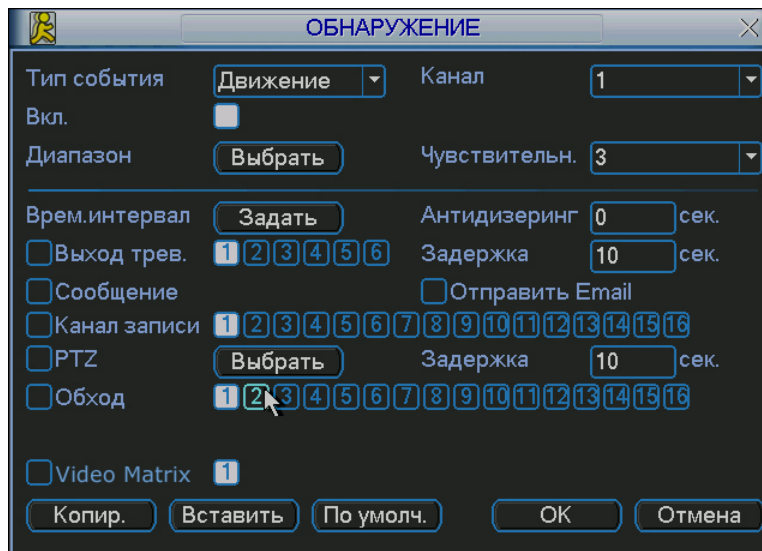 ОБНАРУЖЕНИЕ
Тип события Движение Канал 1
Вкл.
Диапазон Выбрать Чувствительн. 3
Врем.интервал Задать Антидизеринг 0 сек.
Выход трев. 1 2 3 4 5 6 Задержка 10 сек.
Сообщение Отправить Email
Канал записи 1 2 3 4 5 6 7 8 9 10 11 12 13 14 15 16
PTZ Выбрать Задержка 10 сек.
Обход 1 2 3 4 5 6 7 8 9 10 11 12 13 14 15 16
Video Matrix 1
Копир. Вставить По умолч. OK Отмена